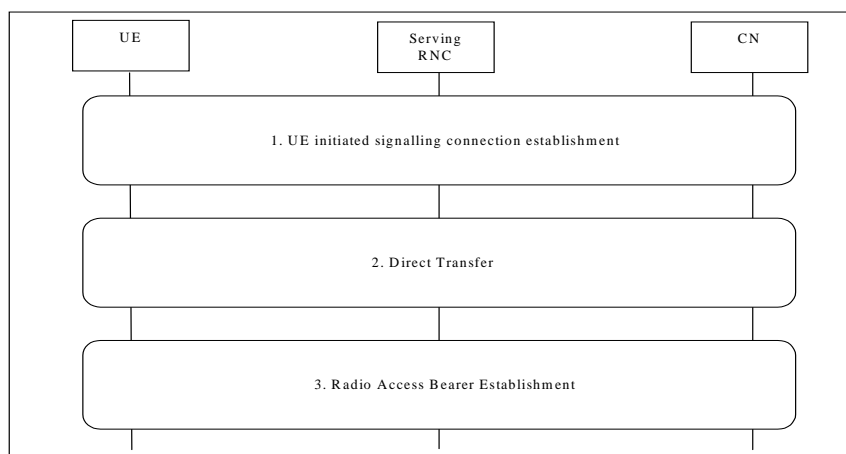 UE
Serving
RNC
CN
1. UE initiated signalling connection establishment
2. Direct Transfer
3. Radio Access Bearer Establishment